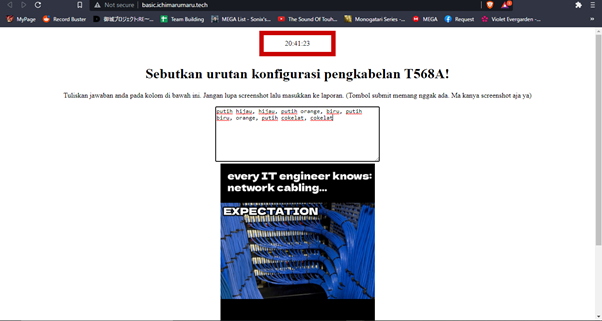 Not secure | basic.ichimarumaru.tech
MyPage Record Buster 御城プロジェクト:RE~... Team Building MEGA List - Sonix's... The Sound Of Touh... Monogatari Series -... MEGA Request Violet Evergarden -...
20:41:23
Sebutkan urutan konfigurasi pengkabelan T568A!
Tuliskan jawaban anda pada kolom di bawah ini. Jangan lupa screenshot lalu masukkan ke laporan. (Tombol submit memang nggak ada. Ma kanya screenshot aja ya)
putih hijau, hijau, putih orange, biru, putih
biru, orange, putih cokelat, cokelat
every IT engineer knows:
network cabling...
EXPECTATION